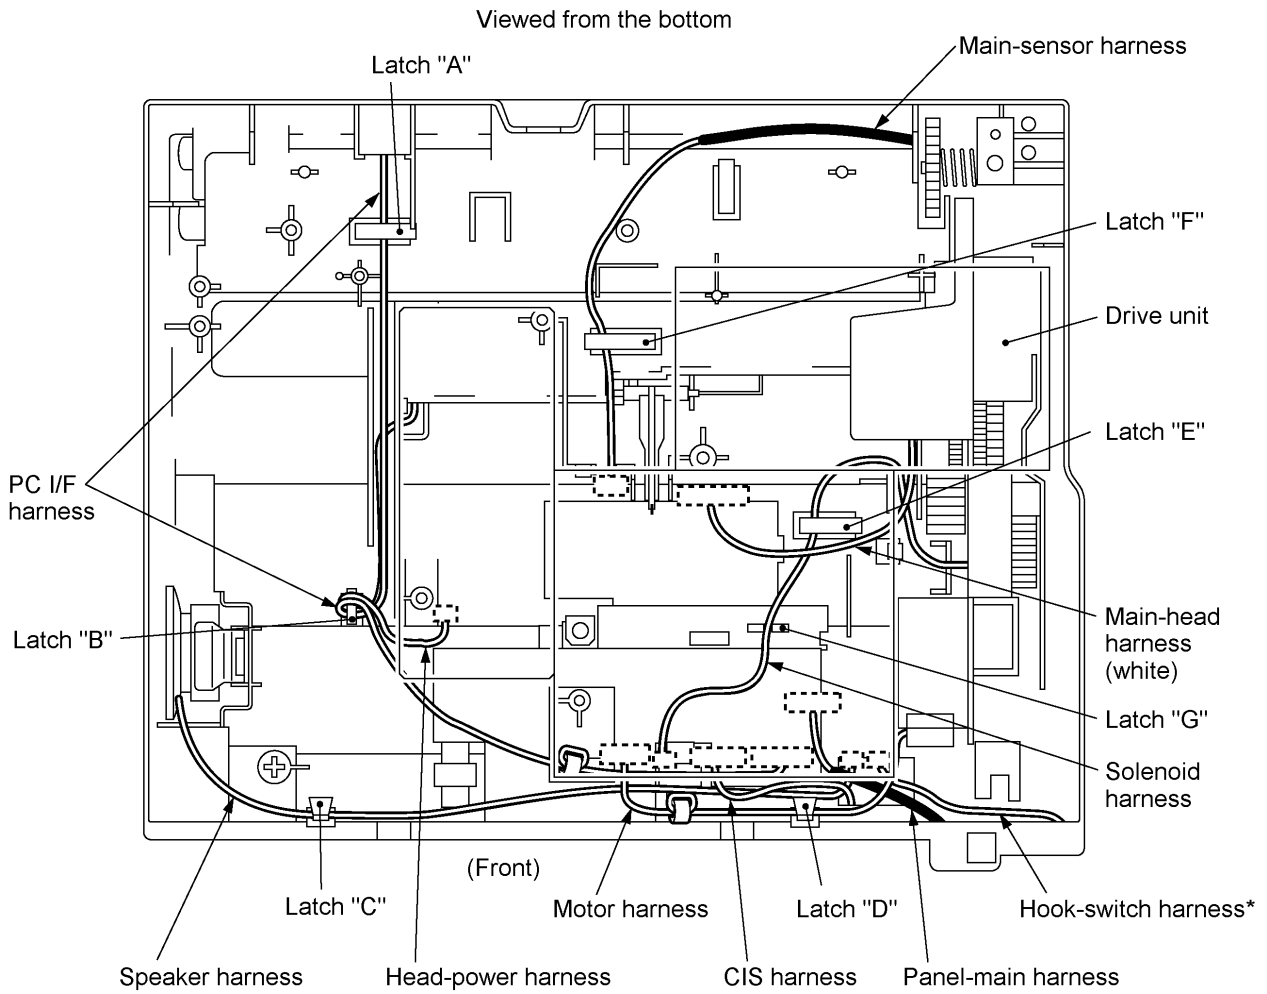 Viewed from the bottom
Main-sensor harness
Latch "A"
Latch "F"
Drive unit
Latch "E"
PC I/F
harness
Main-head
harness
(white)
Latch "B"
Latch "G"
Solenoid
harness
(Front)
Latch "C"
Motor harness
Latch "D"
Hook-switch harness*
Speaker harness
Head-power harness
CIS harness
Panel-main harness